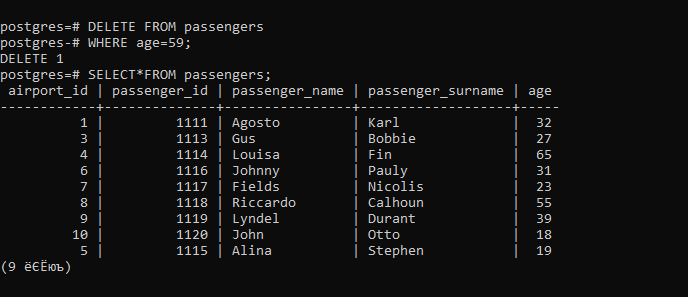 postgres=# DELETE FROM passengers
postgres-# WHERE age=59;
DELETE 1
postgres=# SELECT*FROM passengers;
 airport_id | passenger_id | passenger_name | passenger_surname | age
------------+--------------+----------------+-------------------+-----
          1 |         1111 | Agosto         | Karl              |  32
          3 |         1113 | Gus            | Bobbie            |  27
          4 |         1114 | Louisa         | Fin               |  65
          6 |         1116 | Johnny         | Pauly             |  31
          7 |         1117 | Fields         | Nicolis           |  23
          8 |         1118 | Riccardo       | Calhoun           |  55
          9 |         1119 | Lyndel         | Durant            |  39
         10 |         1120 | John           | Otto              |  18
          5 |         1115 | Alina          | Stephen           |  19
(9 ёЄЁюъ)